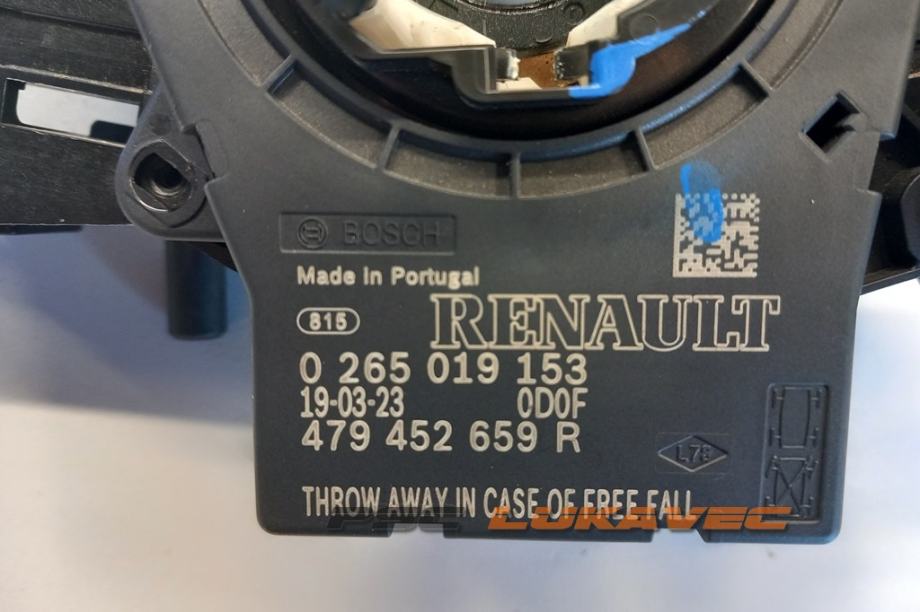 BOSCH
Made in Portugal
815
RENAULT
0 265 019 153
19-03-23 0D0F
479 452 659 R
THROW AWAY IN CASE OF FREE FALL
LUKAVEC